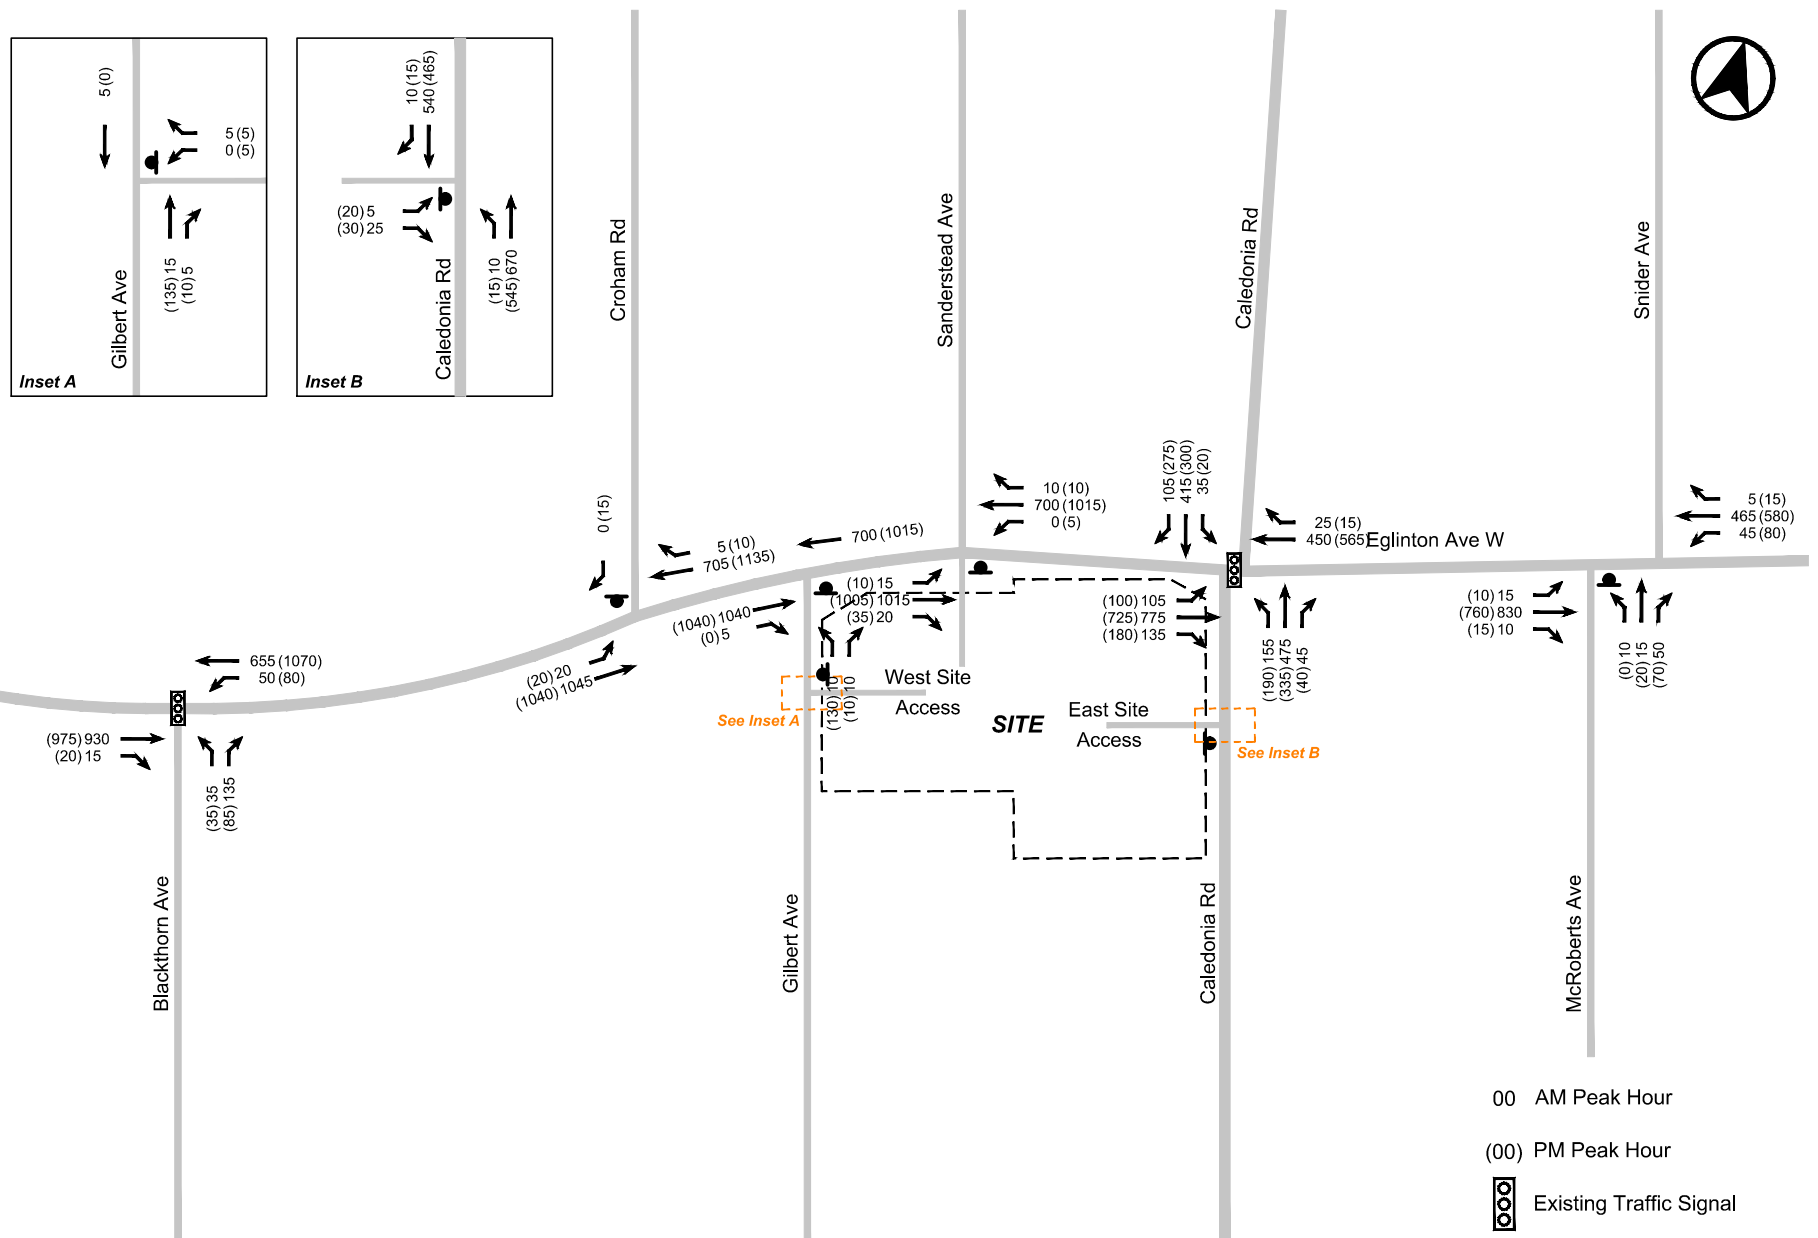 5 (0)
5 (5)
0 (5)
(135) 15
(10) 5
Gilbert Ave
Inset A
10 (15)
540 (465)
(20) 5
(30) 25
(15) 10
(545) 670
Caledonia Rd
Inset B
Croham Rd
Sanderstead Ave
Caledonia Rd
Snider Ave
0 (15)
5 (10)
705 (1135)
700 (1015)
10 (10)
700 (1015)
0 (5)
105 (275)
415 (300)
35 (20)
25 (15)
450 (565)
Eglinton Ave W
5 (15)
465 (580)
45 (80)
655 (1070)
50 (80)
(975) 930
(20) 15
(35) 35
(85) 135
(20) 20
(1040) 1045
(1040) 1040
(0) 5
(10) 15
(1005) 1015
(35) 20
(130) 10
(10) 10
(100) 105
(725) 775
(180) 135
(190) 155
(335) 475
(40) 45
(10) 15
(760) 830
(15) 10
(0) 10
(20) 15
(70) 50
West Site
Access
See Inset A
SITE
East Site
Access
See Inset B
Blackthorn Ave
Gilbert Ave
Caledonia Rd
McRoberts Ave
00 AM Peak Hour
(00) PM Peak Hour
Existing Traffic Signal